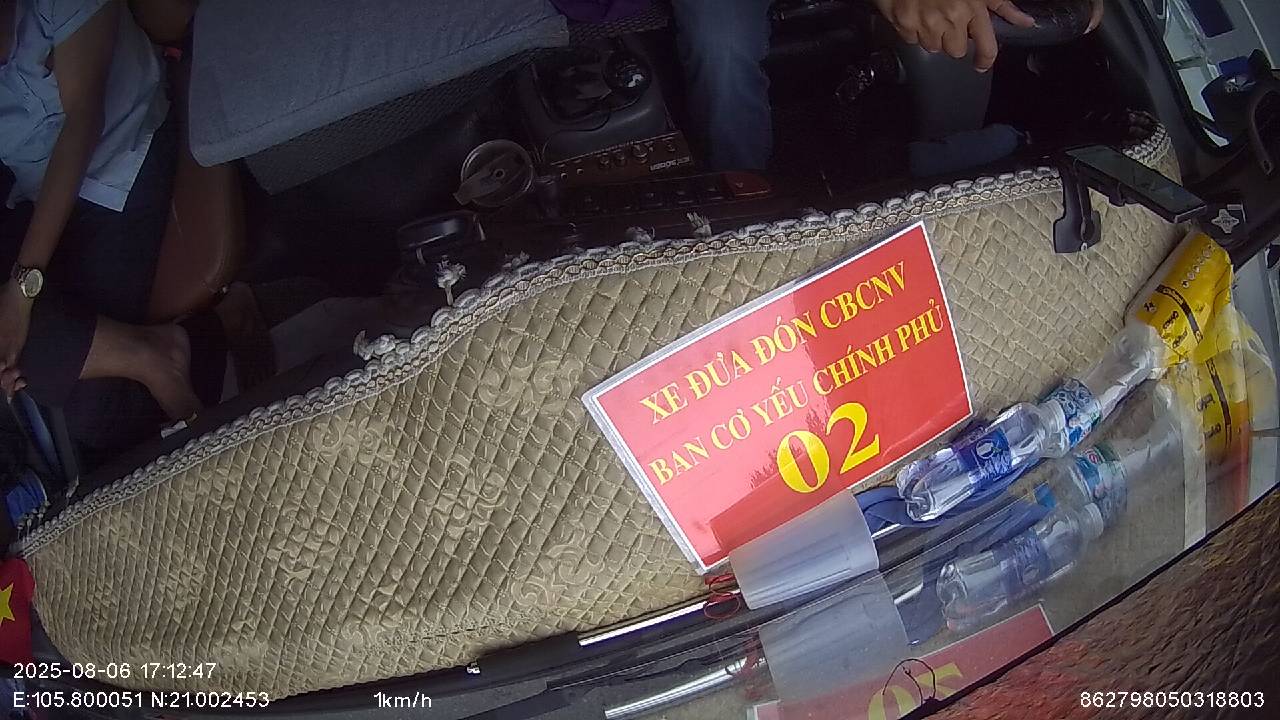 XE ĐƯA ĐÓN CBCNV
BAN CƠ YẾU CHÍNH PHỦ
02
2025-08-06 17:12:47
E:105.800051 N:21.002453
1km/h
862798050318803